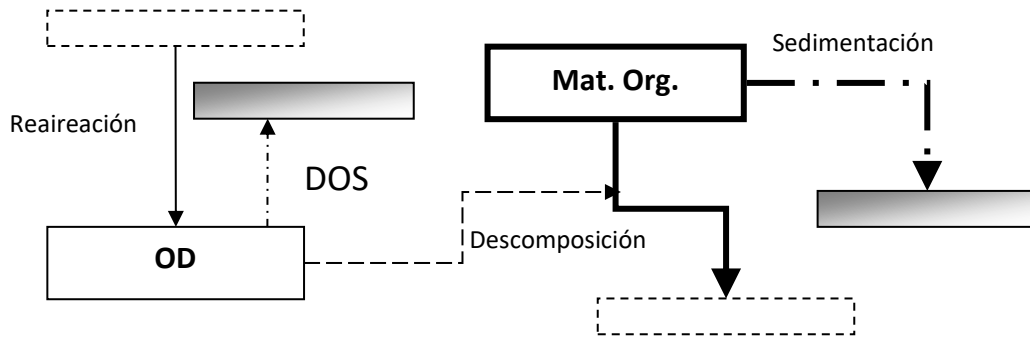 Sedimentación
Mat. Org.
Reaireación
DOS
Descomposición
OD